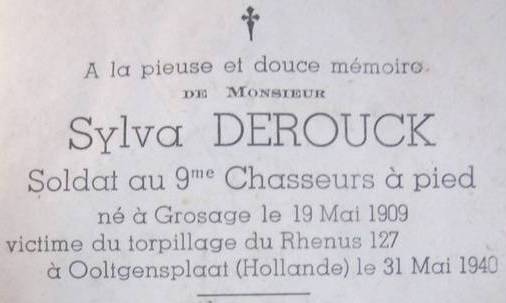 A la pieuse et douce mémoire
DE MONSIEUR
Sylva DEROUCK
Soldat au 9me Chasseurs à pied
né à Grosage le 19 Mai 1909
victime du torpillage du Rhenus 127
à Ooltgensplaat (Hollande) le 31 Mai 1940